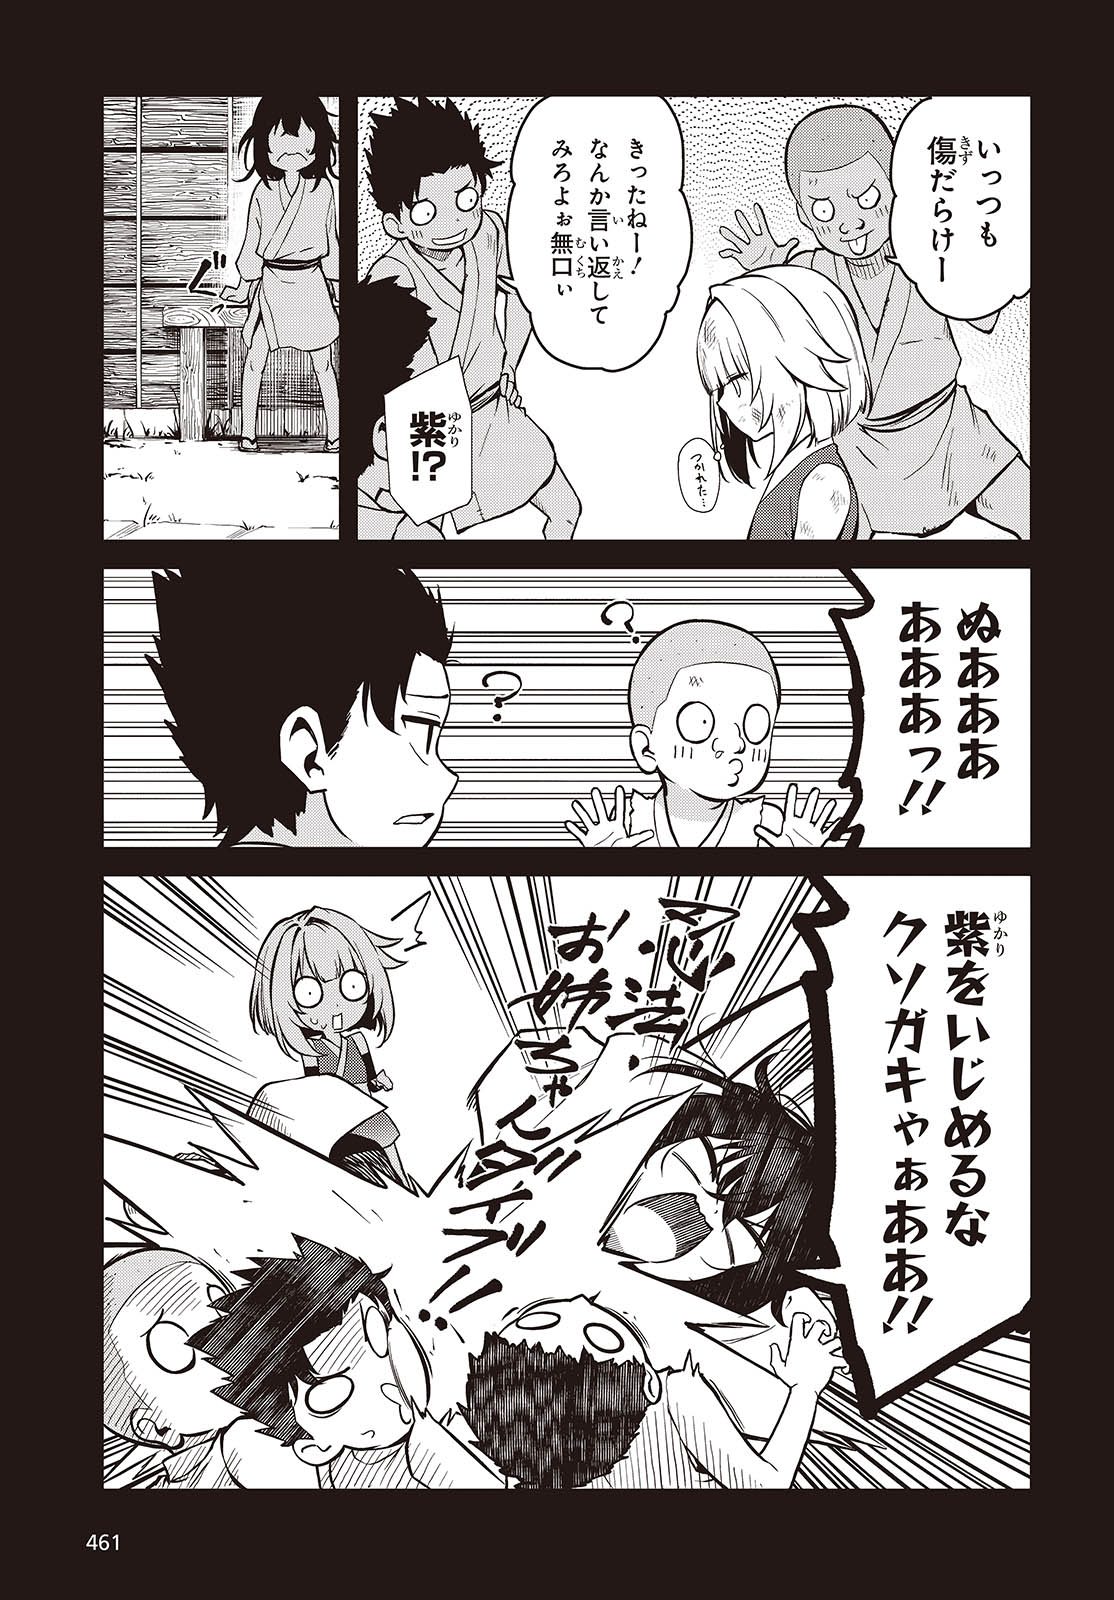 いっつも
傷だらけー
きったねー！
なんか言い返して
みろよぉ無口ぃ
つかれた…
紫!?
ぐっ
ぬああああ
ああああっ!!
?
?
紫をいじめるな
クソガキャぁああ!!
忍法！
お姉ちゃん
ダイブ!!
461